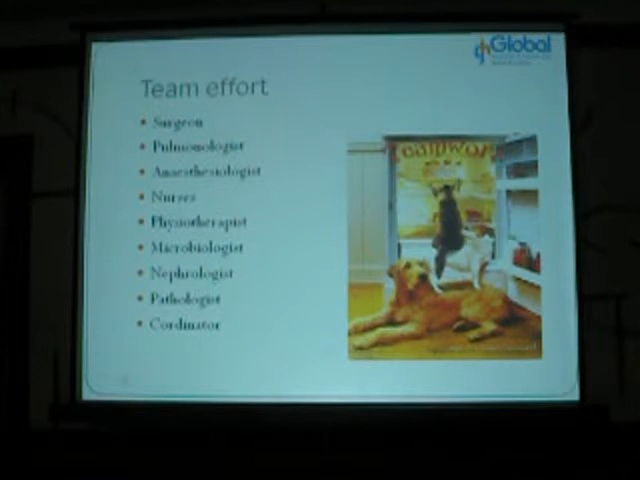 Global
Team effort
• Surgeon
• Pulmonologist
• Anaesthesiologist
• Nurses
• Physiotherapist
• Microbiologist
• Nephrologist
• Pathologist
• Cordinator